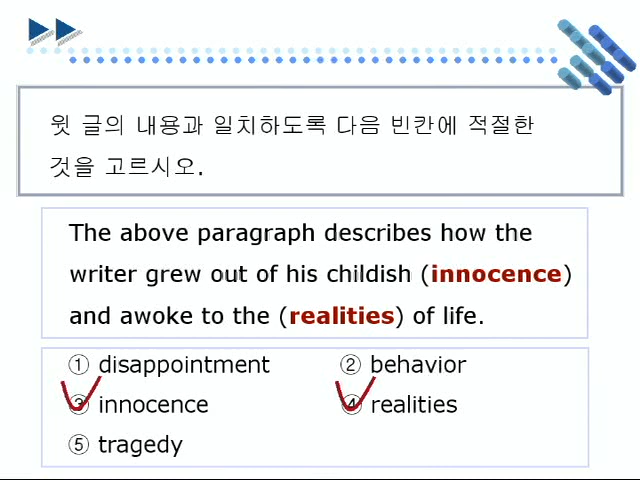 윗 글의 내용과 일치하도록 다음 빈칸에 적절한
것을 고르시오.
The above paragraph describes how the
writer grew out of his childish (innocence)
and awoke to the (realities) of life.
① disappointment ② behavior
③ innocence ④ realities
⑤ tragedy